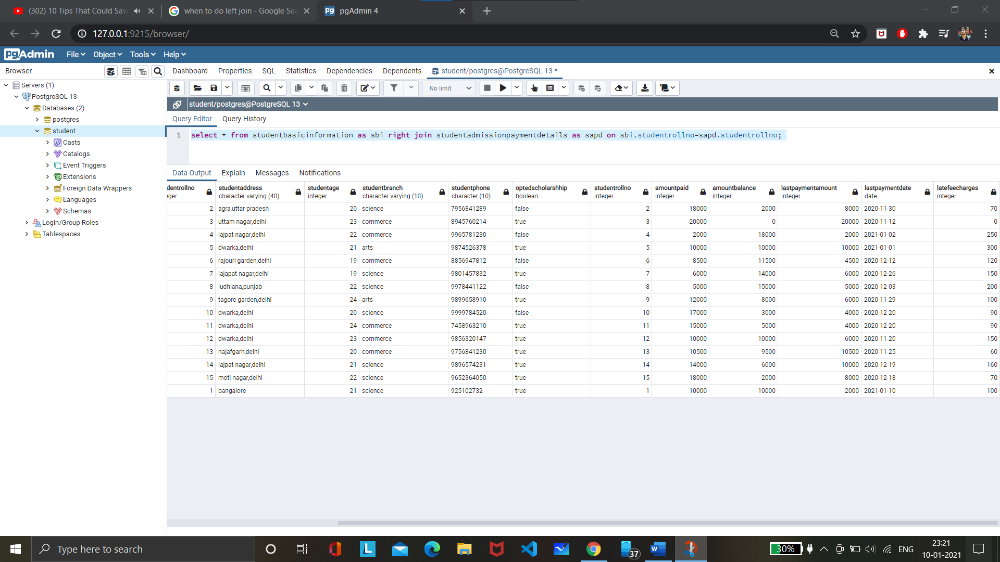 (302) 10 Tips That Could Save
when to do left join - Google Sea
pgAdmin 4
127.0.0.1:9215/browser/
pgAdmin File Object Tools Help
Browser
Dashboard Properties SQL Statistics Dependencies Dependents student/postgres@PostgreSQL 13 *
Servers (1)
PostgreSQL 13
Databases (2)
postgres
student
Casts
Catalogs
Event Triggers
Extensions
Foreign Data Wrappers
Languages
Schemas
Login/Group Roles
Tablespaces
No limit
student/postgres@PostgreSQL 13
Query Editor Query History
1 select * from studentbasicinformation as sbi right join studentadmissionpaymentdetails as sapd on sbi.studentrollno=sapd.studentrollno;
Data Output Explain Messages Notifications
dentrollno studentaddress studentage studentbranch studentphone optedscholarshhip studentrollno amountpaid amountbalance lastpaymentamount lastpaymentdate latefeecharges
eger character varying (40) integer character varying (10) character (10) boolean integer integer integer integer date integer
2 agra,uttar pradesh 20 science 7956841289 false 2 18000 2000 8000 2020-11-30 70
3 uttam nagar,delhi 23 commerce 8945760214 true 3 20000 0 20000 2020-11-12 0
4 lajpat nagar,delhi 22 commerce 9965781230 false 4 2000 18000 2000 2021-01-02 250
5 dwarka,delhi 21 arts 9874526378 true 5 10000 10000 10000 2021-01-01 300
6 rajouri garden,delhi 19 commerce 8856947812 false 6 8500 11500 4500 2020-12-12 120
7 lajapat nagar,delhi 19 science 9801457832 true 7 6000 14000 6000 2020-12-26 150
8 ludhiana,punjab 22 science 9978441122 false 8 5000 15000 5000 2020-12-03 200
9 tagore garden,delhi 24 arts 9899658910 true 9 12000 8000 6000 2020-11-29 100
10 dwarka,delhi 20 science 9999784520 false 10 17000 3000 4000 2020-12-20 90
11 dwarka,delhi 24 commerce 7458963210 true 11 15000 5000 4000 2020-12-20 90
12 dwarka,delhi 23 commerce 9856320147 true 12 10000 10000 6000 2020-11-20 150
13 najafgarh,delhi 20 commerce 9756841230 true 13 10500 9500 10500 2020-11-25 60
14 lajpat nagar,delhi 21 science 9896574231 true 14 14000 6000 10000 2020-12-19 160
15 moti nagar,delhi 22 science 9652364050 true 15 18000 2000 8000 2020-12-18 70
1 bangalore 21 science 925102732 true 1 10000 10000 2000 2021-01-10 100
Type here to search
37
30%
ENG
23:21
10-01-2021